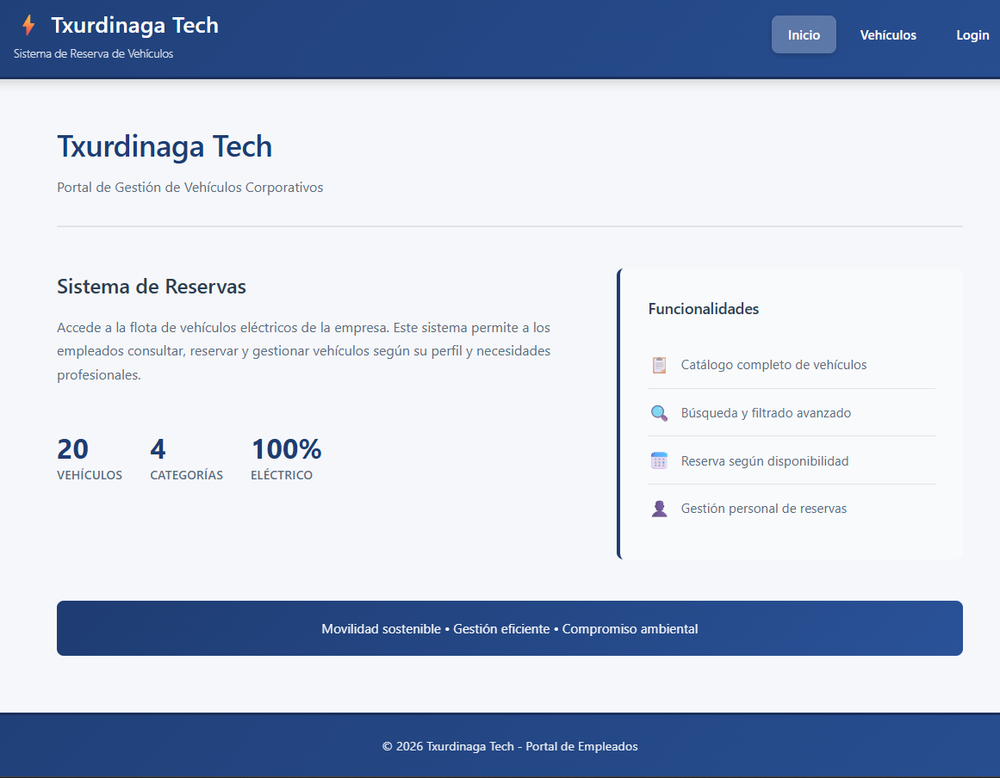 Txurdinaga Tech
Sistema de Reserva de Vehículos
Inicio
Vehículos
Login
Txurdinaga Tech
Portal de Gestión de Vehículos Corporativos
Sistema de Reservas
Accede a la flota de vehículos eléctricos de la empresa. Este sistema permite a los
empleados consultar, reservar y gestionar vehículos según su perfil y necesidades
profesionales.
20
VEHÍCULOS
4
CATEGORÍAS
100%
ELÉCTRICO
Funcionalidades
Catálogo completo de vehículos
Búsqueda y filtrado avanzado
Reserva según disponibilidad
Gestión personal de reservas
Movilidad sostenible • Gestión eficiente • Compromiso ambiental
© 2026 Txurdinaga Tech - Portal de Empleados